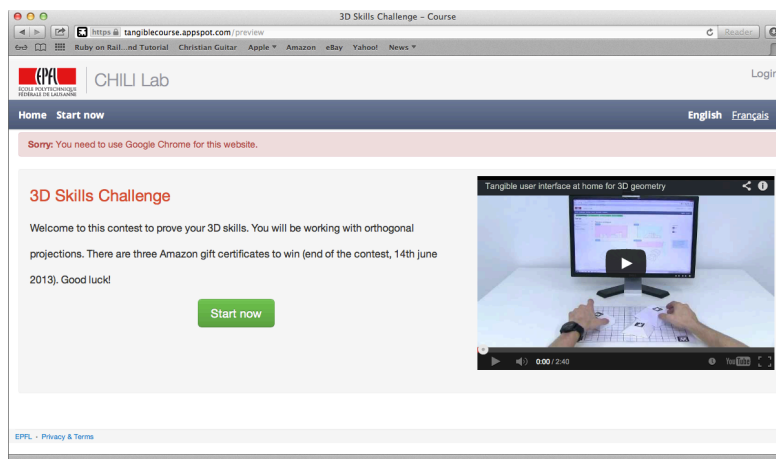 3D Skills Challenge – Course
https tangiblecourse.appspot.com/preview
Reader
Ruby on Rail...nd Tutorial Christian Guitar Apple Amazon eBay Yahoo! News
EPFL
ÉCOLE POLYTECHNIQUE
FÉDÉRALE DE LAUSANNE
CHILI Lab
Login
Home Start now English Français
Sorry: You need to use Google Chrome for this website.
3D Skills Challenge
Welcome to this contest to prove your 3D skills. You will be working with orthogonal
projections. There are three Amazon gift certificates to win (end of the contest, 14th june
2013). Good luck!
Start now
Tangible user interface at home for 3D geometry
0:00 / 2:40
YouTube
EPFL - Privacy & Terms